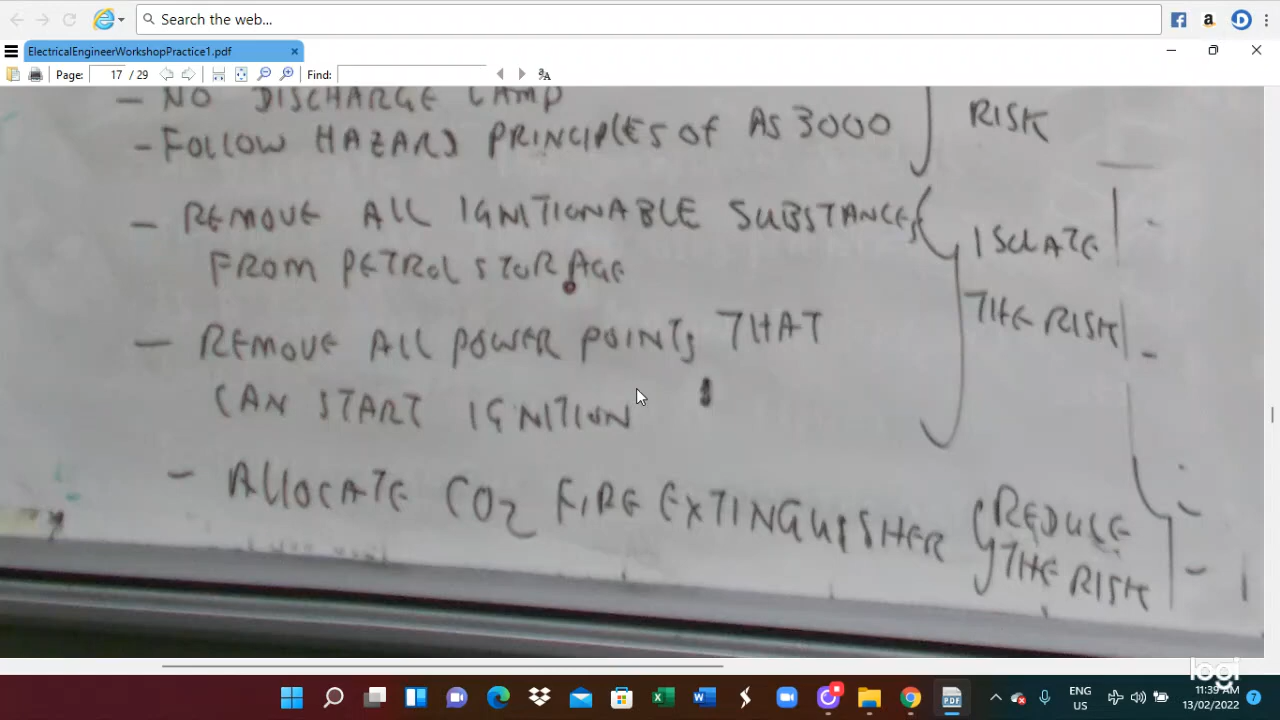 Search the web...
ElectricalEngineerWorkshopPractice1.pdf
Page: 17 / 29 Find:
- NO DISCHARGE LAMP
- FOLLOW HAZARD PRINCIPLES OF AS 3000
RISK
- REMOVE ALL IGNITIONABLE SUBSTANCES
FROM PETROL STORAGE
ISOLATE
THE RISK
- REMOVE ALL POWER POINTS THAT
CAN START IGNITION
- ALLOCATE CO2 FIRE EXTINGUISHER
REDUCE
THE RISK
logi
ENG
US
11:39 AM
13/02/2022
7